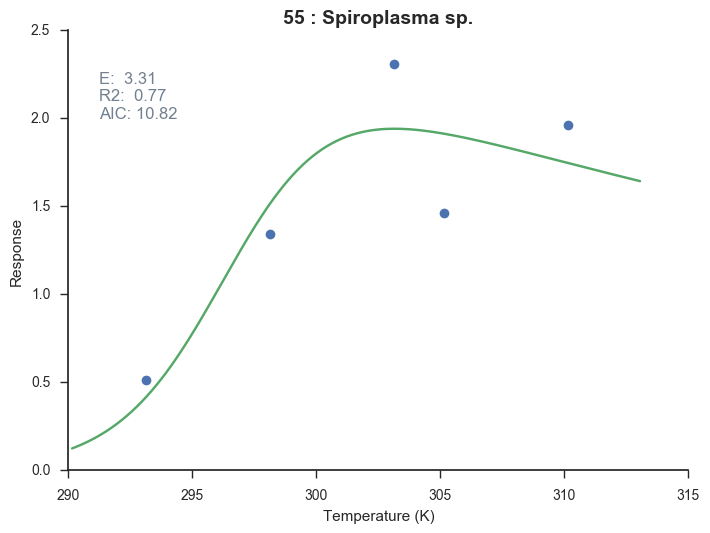 55 : Spiroplasma sp.
E: 3.31
R2: 0.77
AIC: 10.82
Response
2.5
2.0
1.5
1.0
0.5
0.0
290 295 300 305 310 315
Temperature (K)